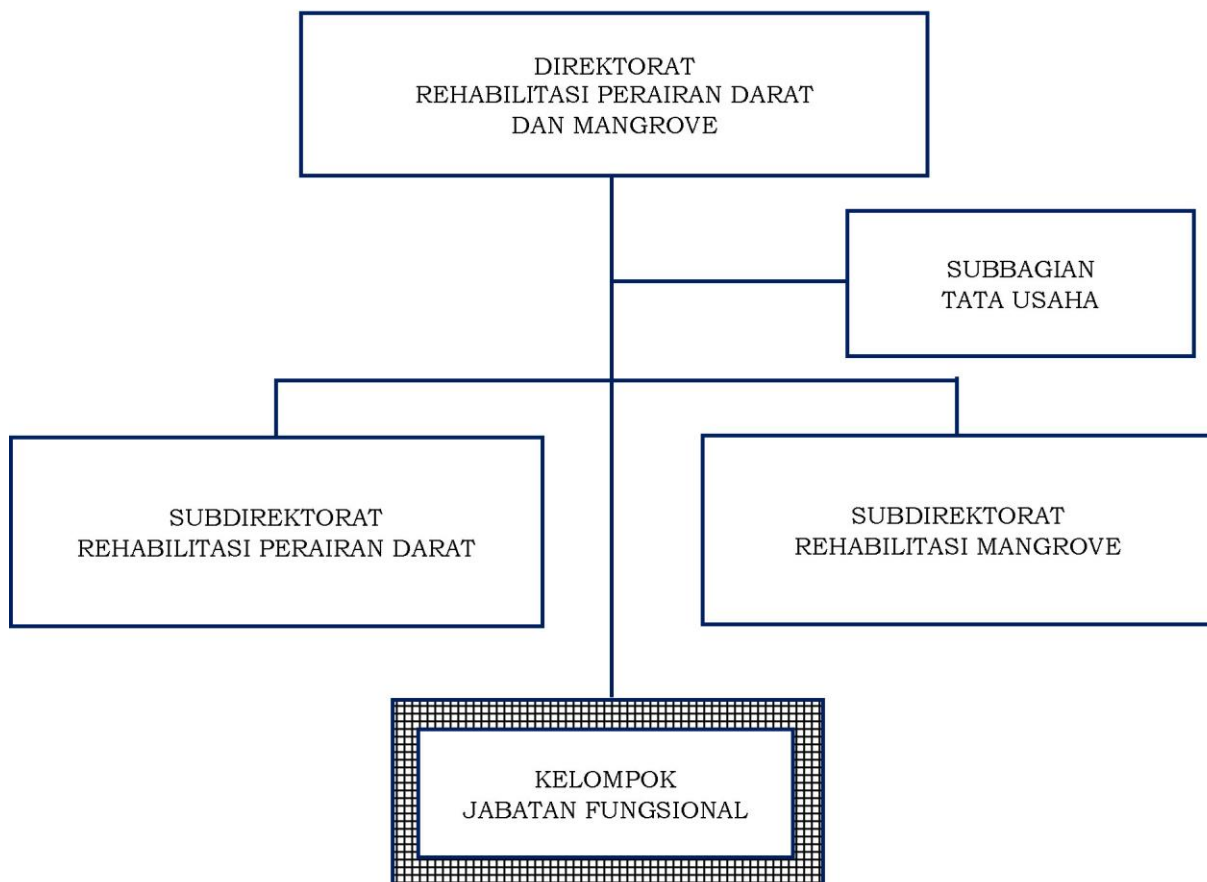 DIREKTORAT
REHABILITASI PERAIRAN DARAT
DAN MANGROVE
SUBBAGIAN
TATA USAHA
SUBDIREKTORAT
REHABILITASI PERAIRAN DARAT
SUBDIREKTORAT
REHABILITASI MANGROVE
KELOMPOK
JABATAN FUNGSIONAL